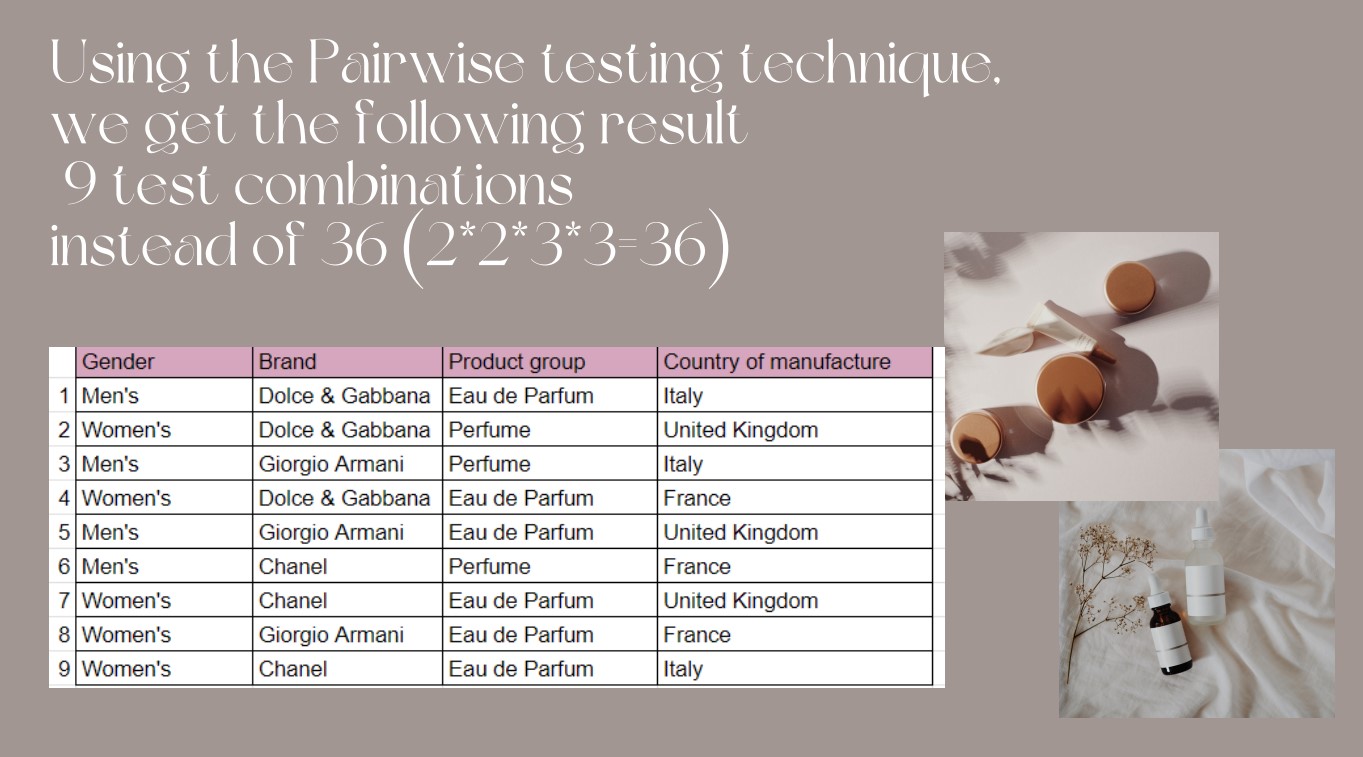 Using the Pairwise testing technique,
we get the following result
9 test combinations
instead of 36 (2*2*3*3=36)
Gender Brand Product group Country of manufacture
1 Men's Dolce & Gabbana Eau de Parfum Italy
2 Women's Dolce & Gabbana Perfume United Kingdom
3 Men's Giorgio Armani Perfume Italy
4 Women's Dolce & Gabbana Eau de Parfum France
5 Men's Giorgio Armani Eau de Parfum United Kingdom
6 Men's Chanel Perfume France
7 Women's Chanel Eau de Parfum United Kingdom
8 Women's Giorgio Armani Eau de Parfum France
9 Women's Chanel Eau de Parfum Italy